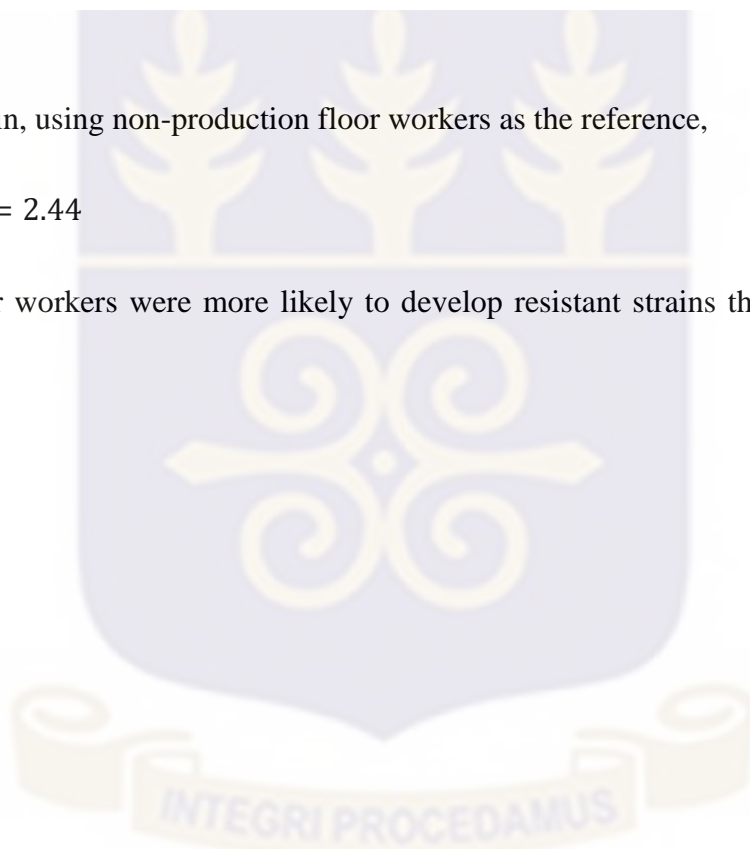 in, using non-production floor workers as the reference,
= 2.44
r workers were more likely to develop resistant strains th
INTEGRI PROCEDAMUS